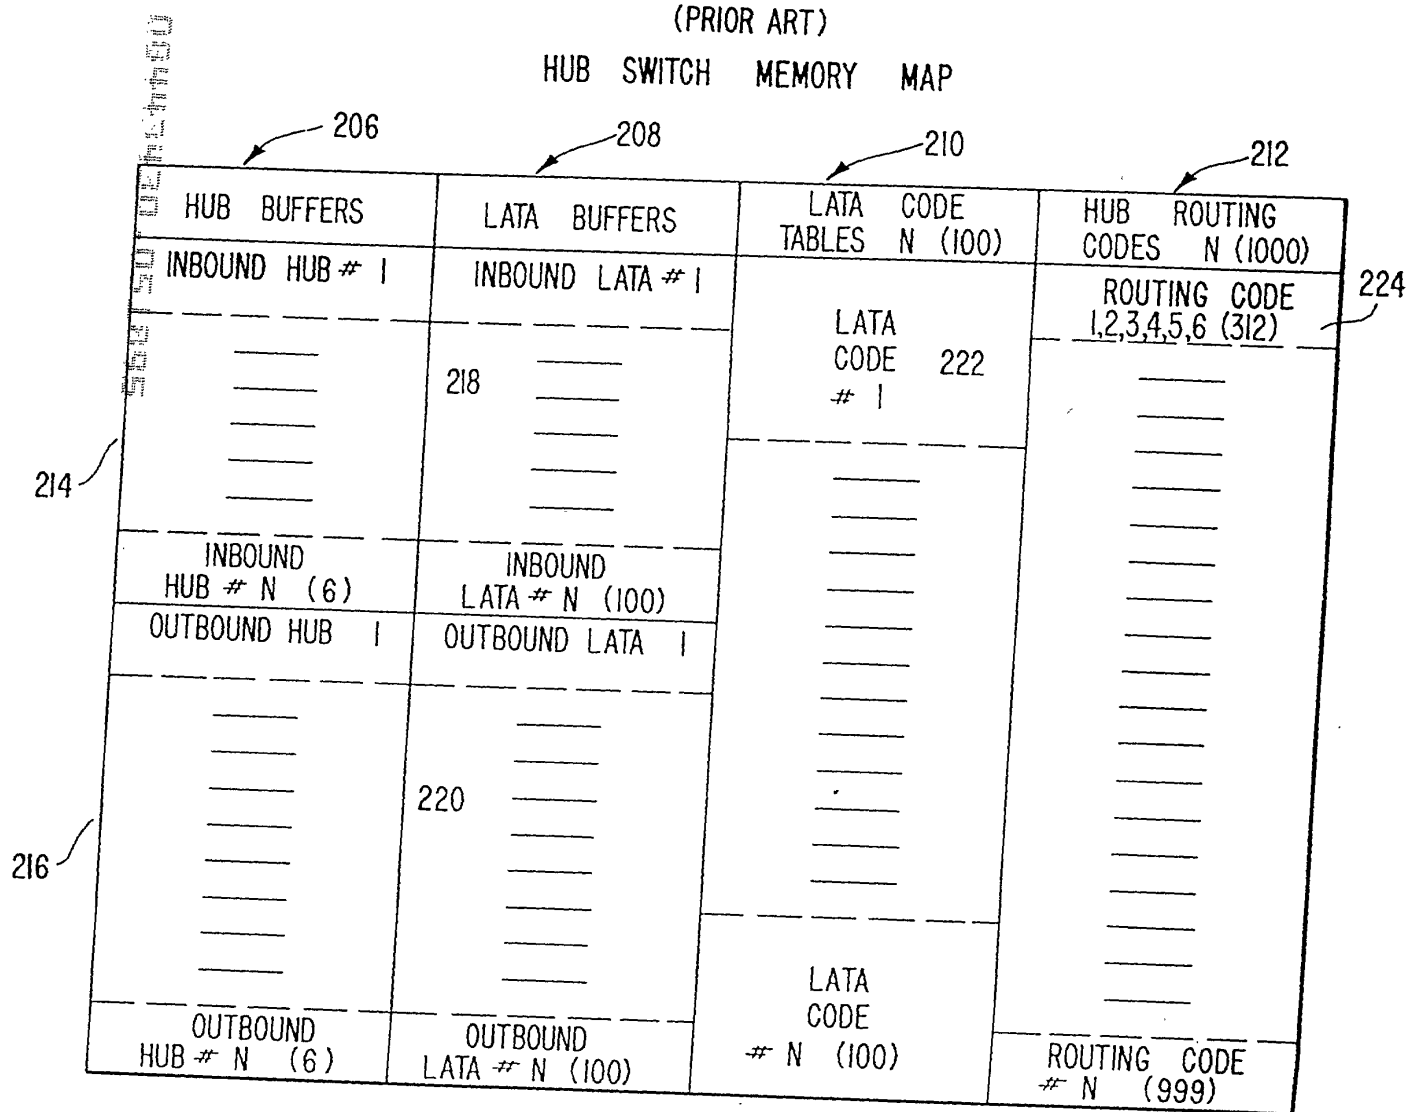 (PRIOR ART)
HUB SWITCH MEMORY MAP
206
208
210
212
HUB BUFFERS
LATA BUFFERS
LATA CODE
TABLES N (100)
HUB ROUTING
CODES N (1000)
INBOUND HUB # 1
INBOUND LATA # 1
LATA
CODE 222
# 1
ROUTING CODE
1,2,3,4,5,6 (312)
224
218
214
INBOUND
HUB # N (6)
INBOUND
LATA # N (100)
OUTBOUND HUB 1
OUTBOUND LATA 1
220
216
OUTBOUND
HUB # N (6)
OUTBOUND
LATA # N (100)
LATA
CODE
# N (100)
ROUTING CODE
# N (999)